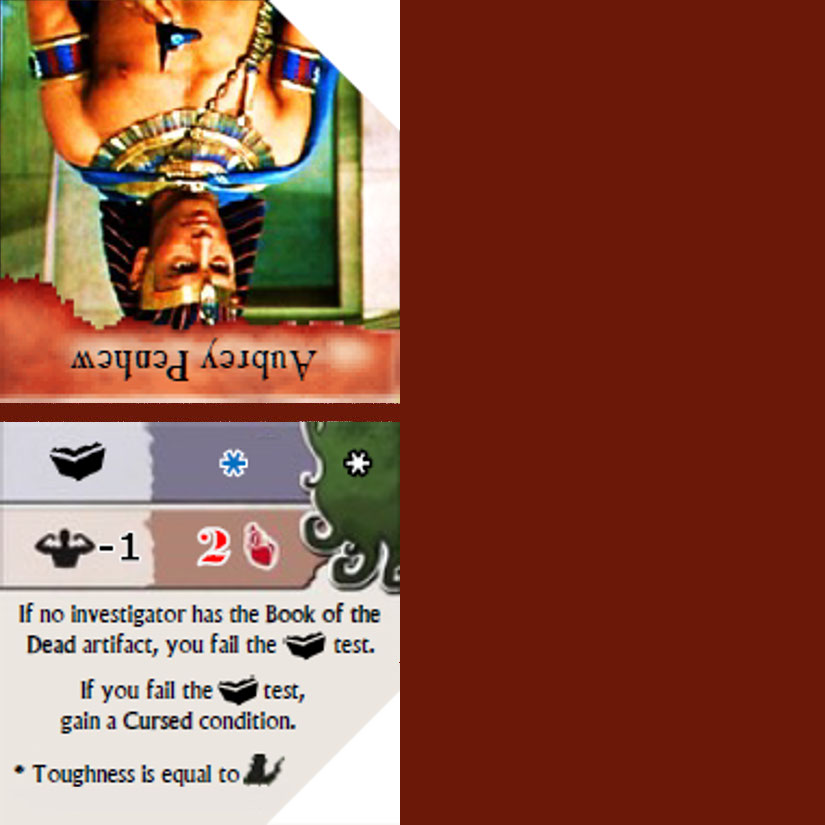 Aubrey Penhew
*
*
-1
2
If no investigator has the Book of the
Dead artifact, you fail the test.
If you fail the test,
gain a Cursed condition.
* Toughness is equal to